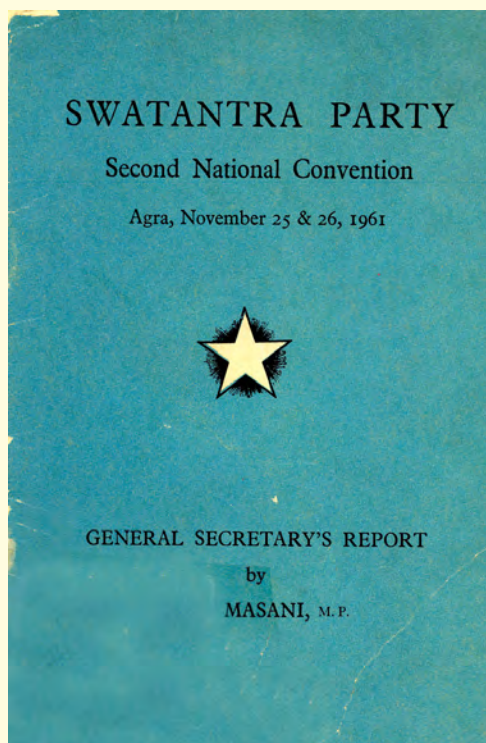 SWATANTRA PARTY
Second National Convention
Agra, November 25 & 26, 1961
GENERAL SECRETARY'S REPORT
by
MASANI, M. P.